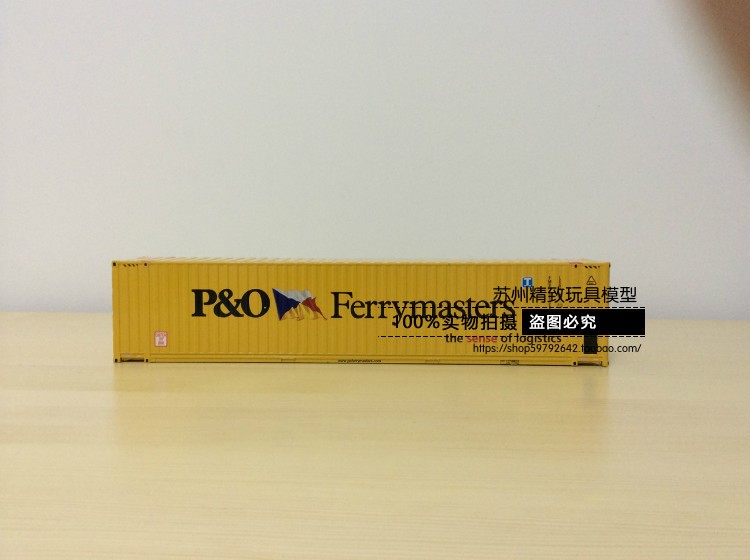 P&O Ferrymasters
苏州精致玩具模型
100%实物拍摄 盗图必究
the sense of logistics
https://shop59792642.taobao.com/